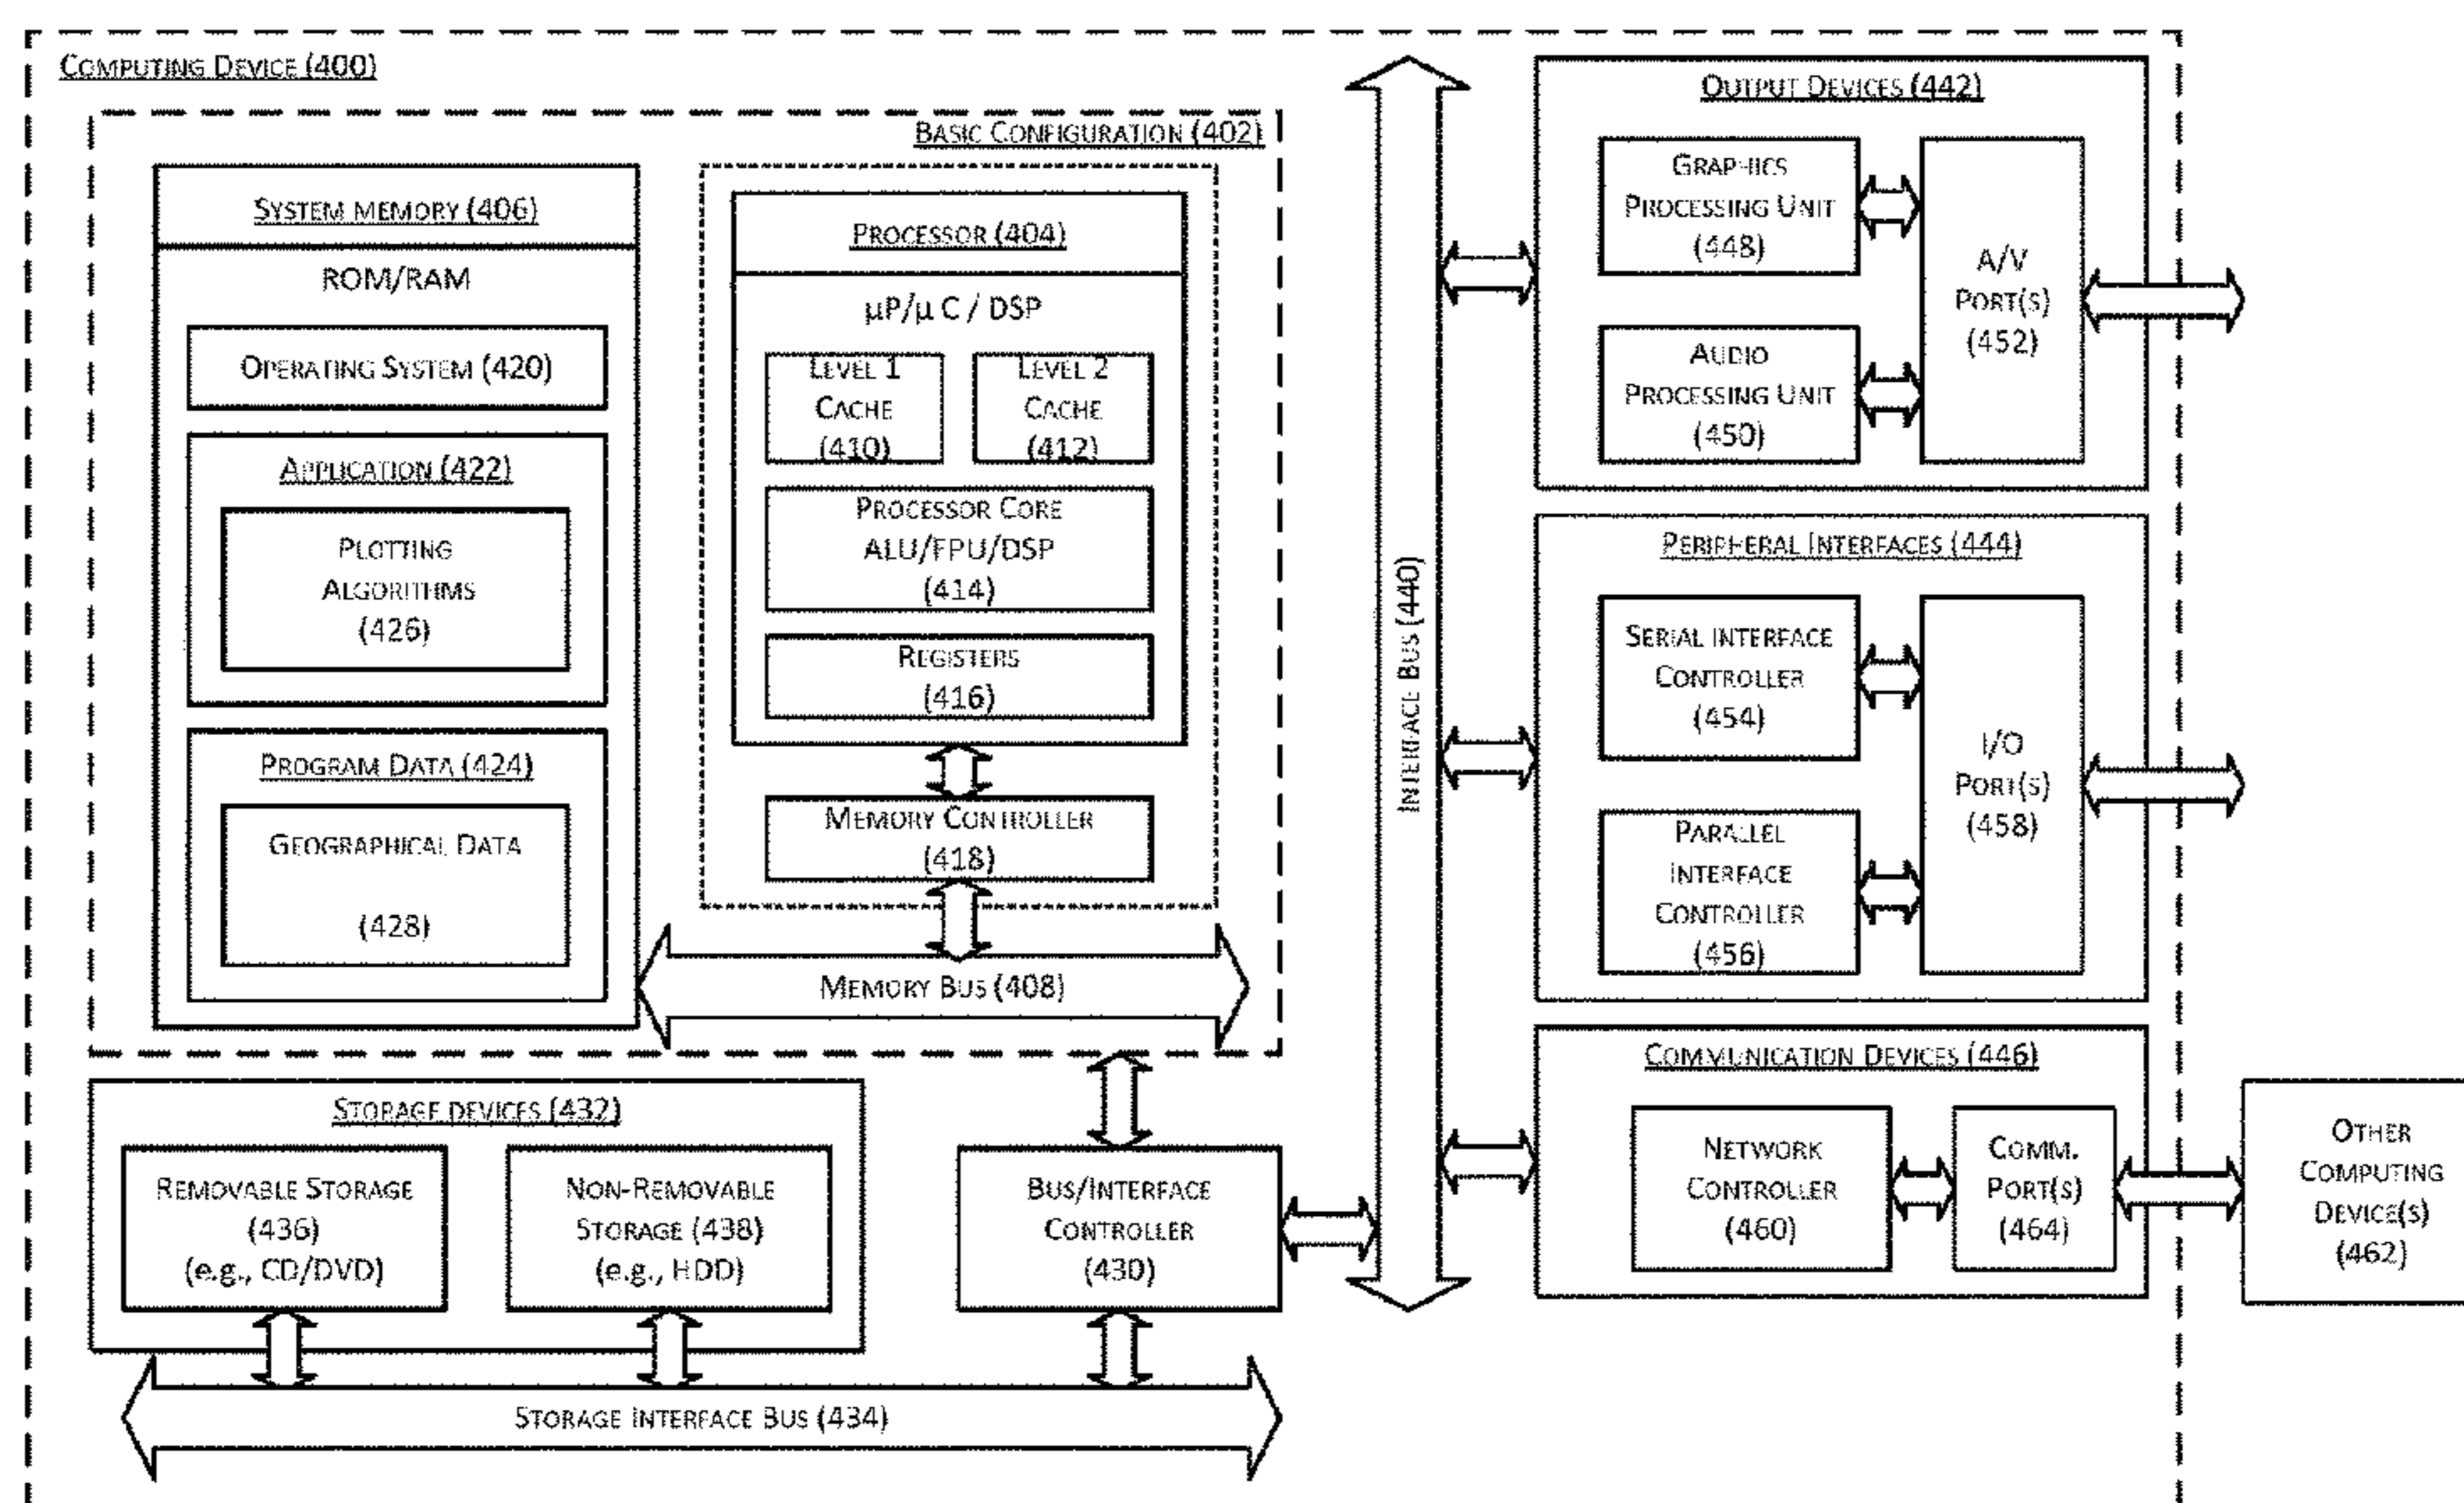 COMPUTING DEVICE (400)
BASIC CONFIGURATION (402)
SYSTEM MEMORY (406)
ROM/RAM
OPERATING SYSTEM (420)
APPLICATION (422)
PLOTTING
ALGORITHMS
(426)
PROGRAM DATA (424)
GEOGRAPHICAL DATA
(428)
PROCESSOR (404)
µP/µ C / DSP
LEVEL 1
CACHE
(410)
LEVEL 2
CACHE
(412)
PROCESSOR CORE
ALU/FPU/DSP
(414)
REGISTERS
(416)
MEMORY CONTROLLER
(418)
MEMORY BUS (408)
STORAGE DEVICES (432)
REMOVABLE STORAGE
(436)
(e.g., CD/DVD)
NON-REMOVABLE
STORAGE (438)
(e.g., HDD)
BUS/INTERFACE
CONTROLLER
(430)
STORAGE INTERFACE BUS (434)
INTERFACE BUS (440)
OUTPUT DEVICES (442)
GRAPHICS
PROCESSING UNIT
(448)
AUDIO
PROCESSING UNIT
(450)
A/V
PORT(S)
(452)
PERIPHERAL INTERFACES (444)
SERIAL INTERFACE
CONTROLLER
(454)
PARALLEL
INTERFACE
CONTROLLER
(456)
I/O
PORT(S)
(458)
COMMUNICATION DEVICES (446)
NETWORK
CONTROLLER
(460)
COMM.
PORT(S)
(464)
OTHER
COMPUTING
DEVICE(S)
(462)